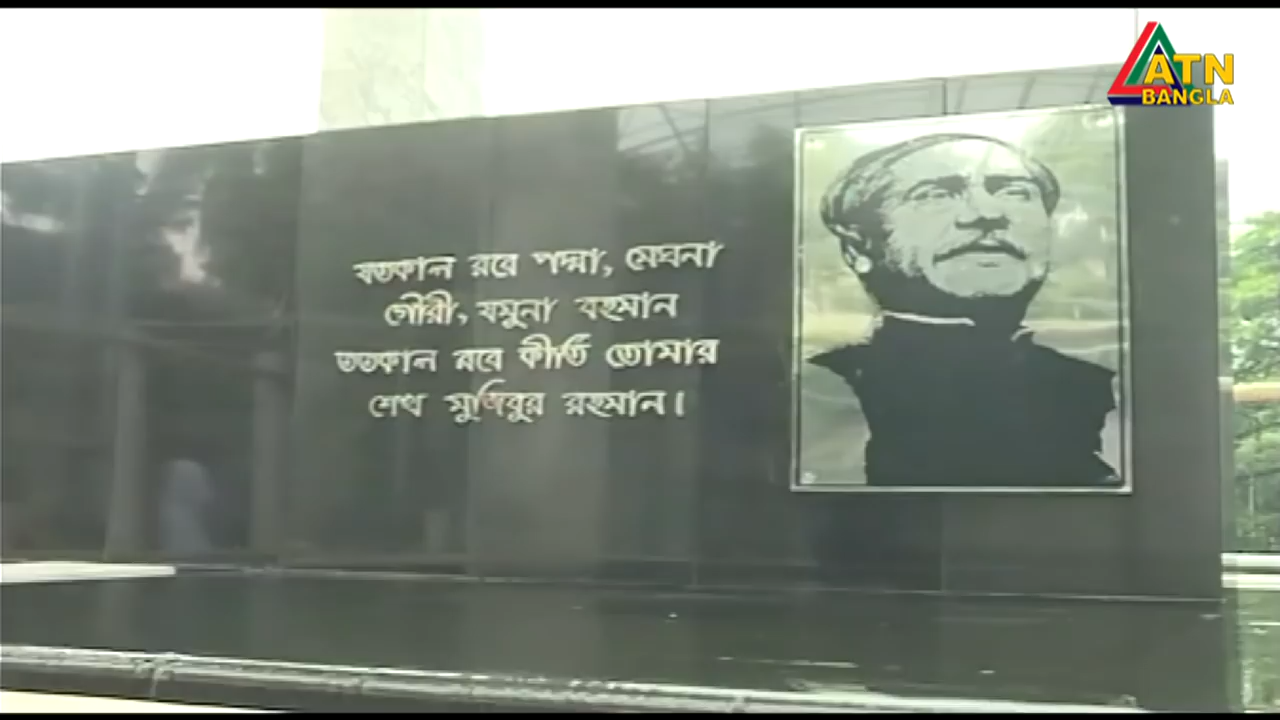 ATN
BANGLA
যতকাল রবে পদ্মা, মেঘনা
গৌরী, যমুনা বহমান
ততকাল রবে কীর্তি তোমার
শেখ মুজিবুর রহমান।